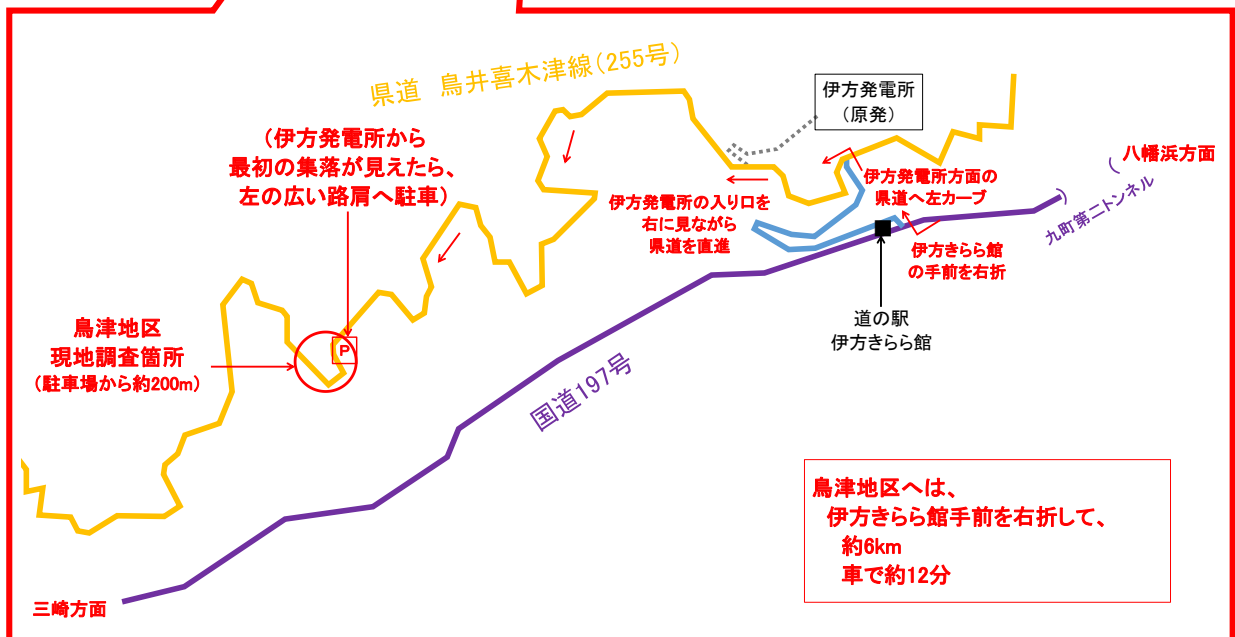 県道 鳥井喜木津線(255号)
伊方発電所
(原発)
(伊方発電所から
最初の集落が見えたら、
左の広い路肩へ駐車)
八幡浜方面
九町第二トンネル
伊方発電所方面の
県道へ左カーブ
伊方発電所の入り口を
右に見ながら
県道を直進
伊方きらら館
の手前を右折
道の駅
伊方きらら館
鳥津地区
現地調査箇所
(駐車場から約200m)
P
国道197号
鳥津地区へは、
伊方きらら館手前を右折して、
約6km
車で約12分
三崎方面